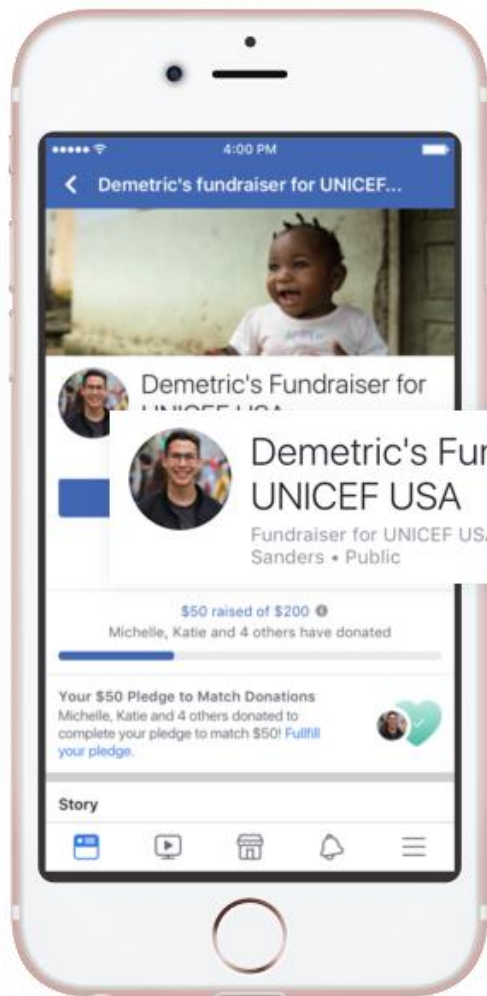 4:00 PM
Demetric's fundraiser for UNICEF...
Demetric's Fundraiser for
Demetric's Fun
UNICEF USA
Fundraiser for UNICEF US
Sanders • Public
$50 raised of $200
Michelle, Katie and 4 others have donated
Your $50 Pledge to Match Donations
Michelle, Katie and 4 others donated to
complete your pledge to match $50! Fullfill
your pledge.
Story